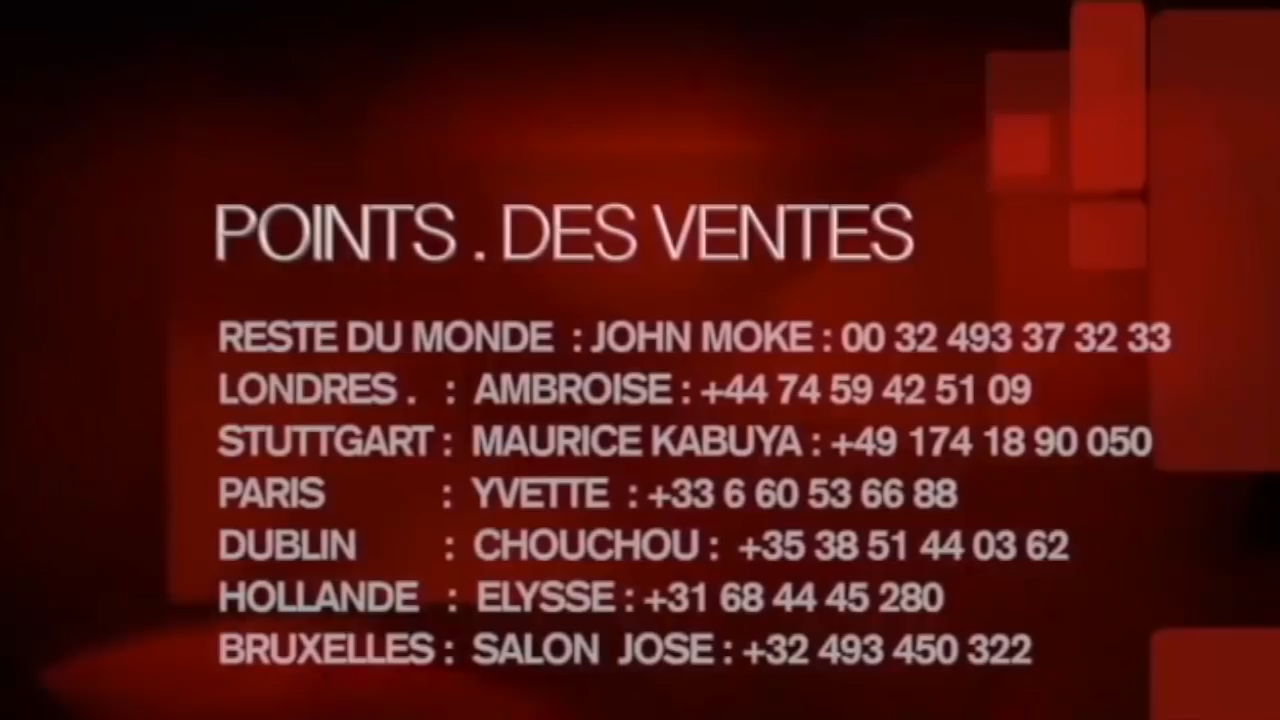 POINTS . DES VENTES
RESTE DU MONDE : JOHN MOKE : 00 32 493 37 32 33
LONDRES . : AMBROISE : +44 74 59 42 51 09
STUTTGART : MAURICE KABUYA : +49 174 18 90 050
PARIS : YVETTE : +33 6 60 53 66 88
DUBLIN : CHOUCHOU : +35 38 51 44 03 62
HOLLANDE : ELYSSE : +31 68 44 45 280
BRUXELLES : SALON JOSE : +32 493 450 322